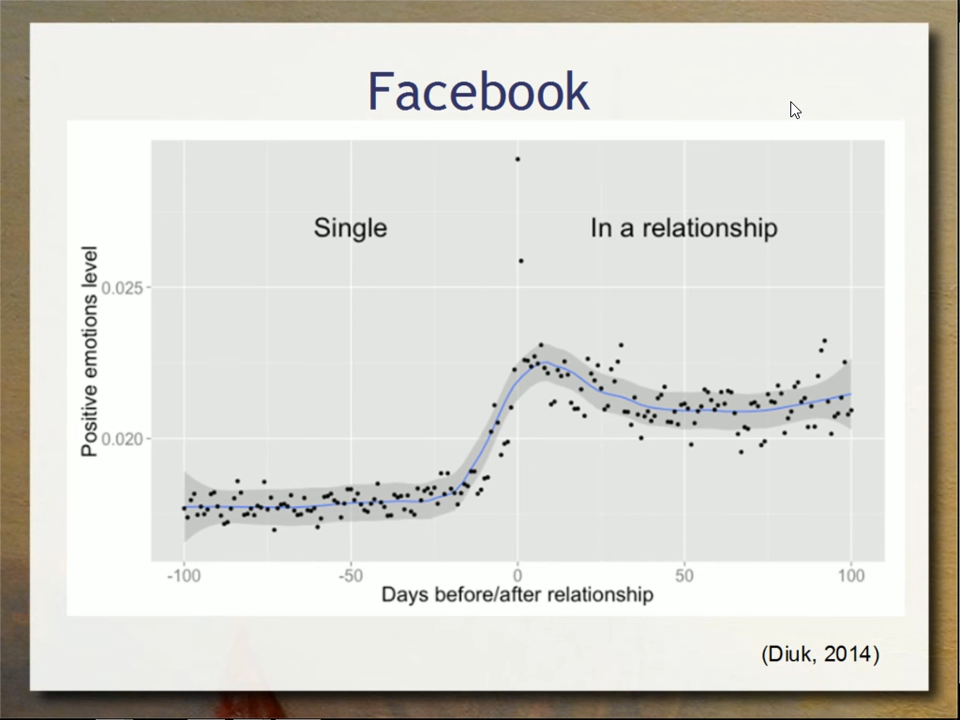 Facebook
Single
In a relationship
Positive emotions level
0.025
0.020
-100
-50
0
50
100
Days before/after relationship
(Diuk, 2014)